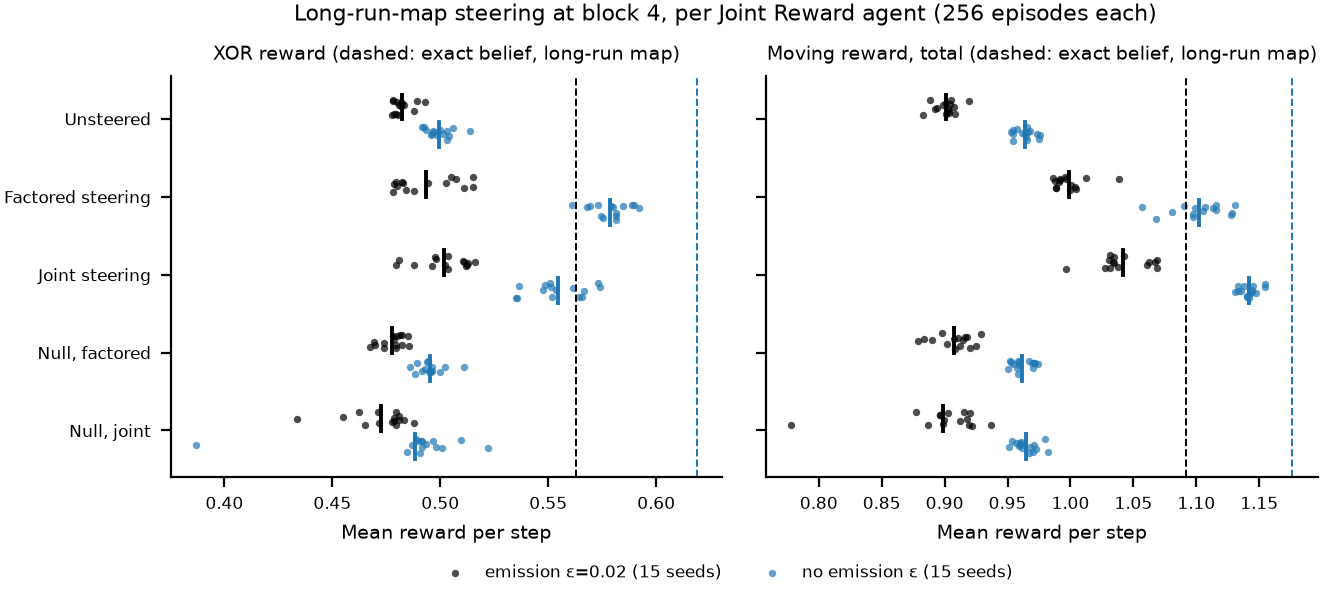 Long-run-map steering at block 4, per Joint Reward agent (256 episodes each)
XOR reward (dashed: exact belief, long-run map)
Moving reward, total (dashed: exact belief, long-run map)
Unsteered
Factored steering
Joint steering
Null, factored
Null, joint
0.40 0.45 0.50 0.55 0.60
0.80 0.85 0.90 0.95 1.00 1.05 1.10 1.15
Mean reward per step
Mean reward per step
emission ε=0.02 (15 seeds)
no emission ε (15 seeds)